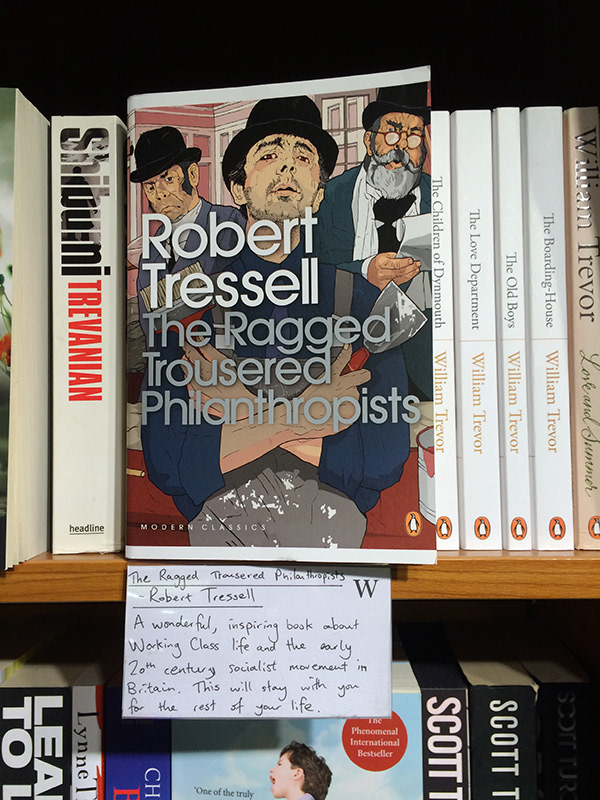 Shibumi TREVANIAN
headline
Robert
Tressell
The Ragged
Trousered
Philanthropists
MODERN CLASSICS
The Children of Dynmouth William Trevor
The Love Department William Trevor
The Old Boys William Trevor
The Boarding-House William Trevor
William Trevor Love and Summer
The Ragged Trousered Philanthropists
- Robert Tressell
W
A wonderful, inspiring book about
Working Class life and the early
20th century socialist movement in
Britain. This will stay with you
for the rest of your life.
TO
Lynne
CH
The
Phenomenal
International
Bestseller
'One of the truly
SCOTT
SCOTT